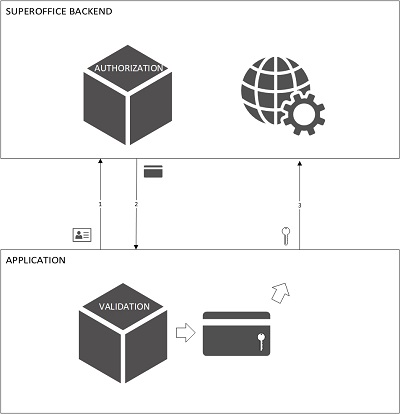 SUPEROFFICE BACKEND
AUTHORIZATION
1
2
3
APPLICATION
VALIDATION